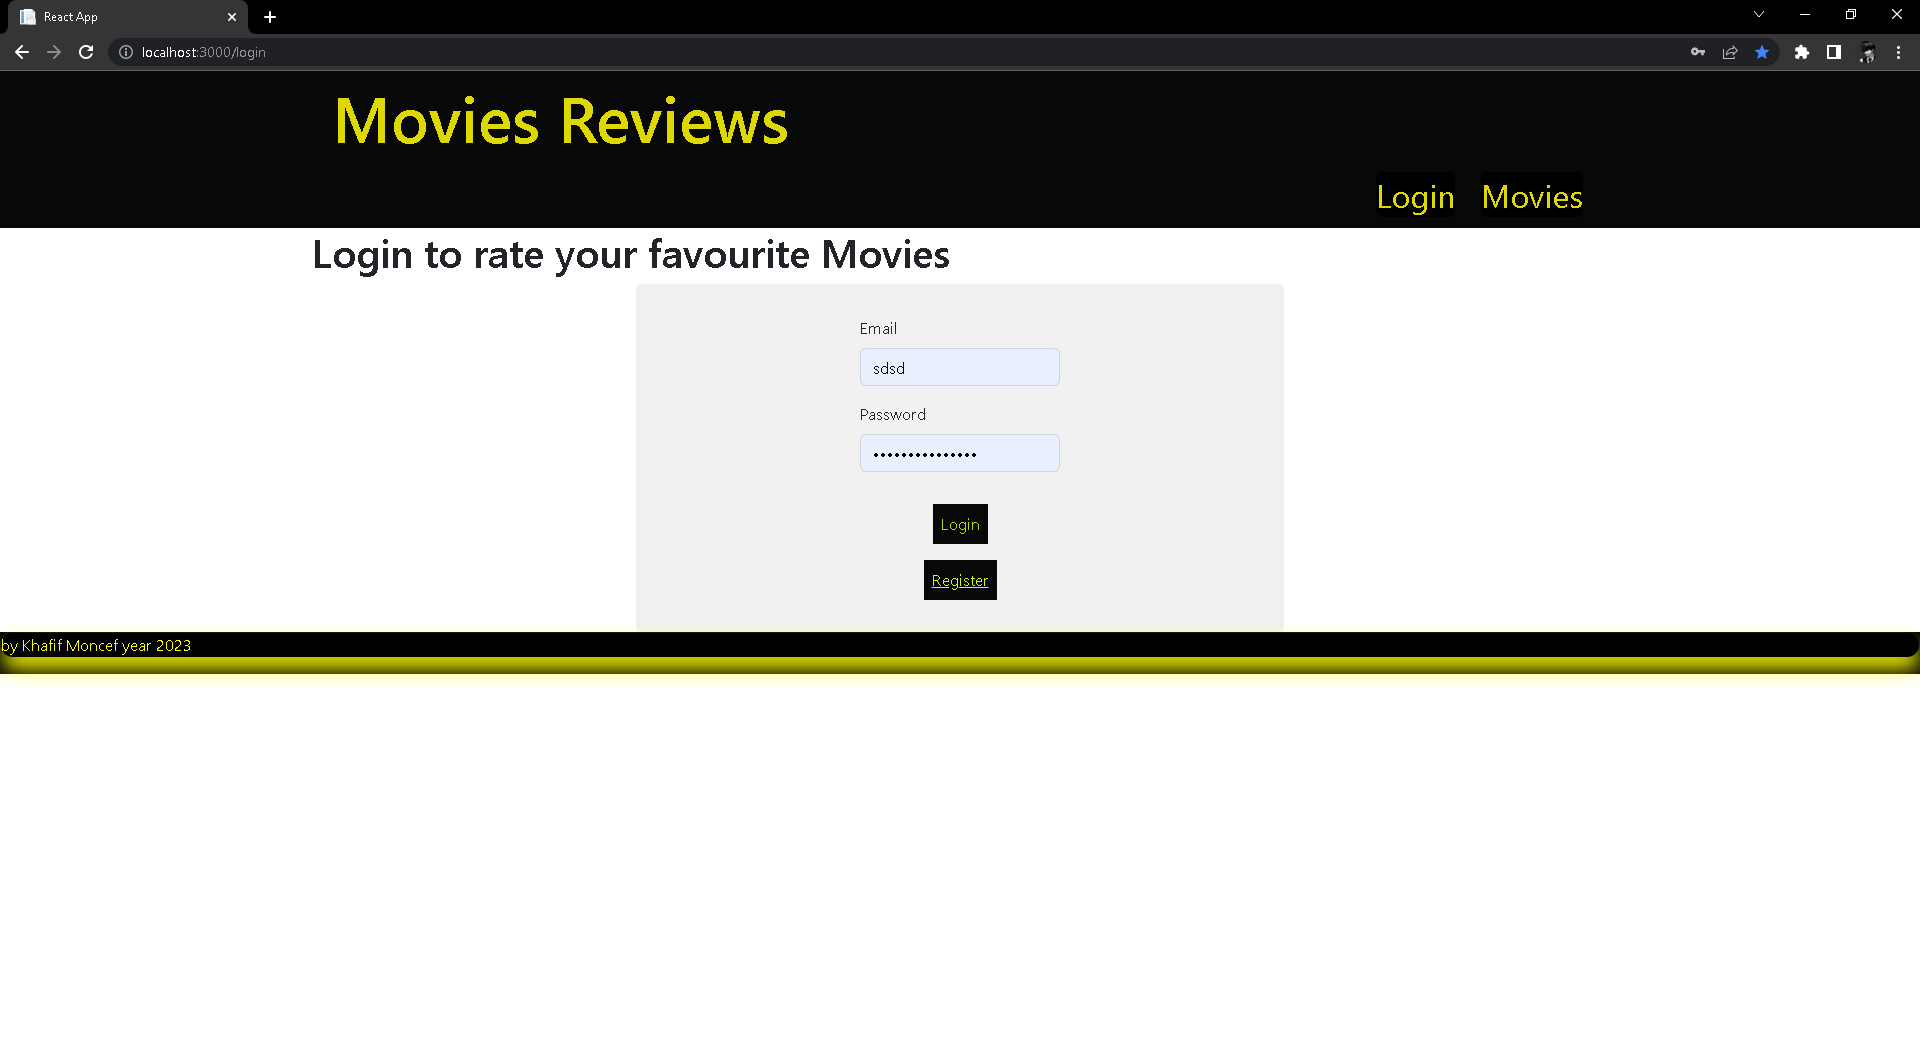 React App
localhost:3000/login
Movies Reviews
Login Movies
Login to rate your favourite Movies
Email
sdsd
Password
•••••••••••••••
Login
Register
by Khafif Moncef year 2023